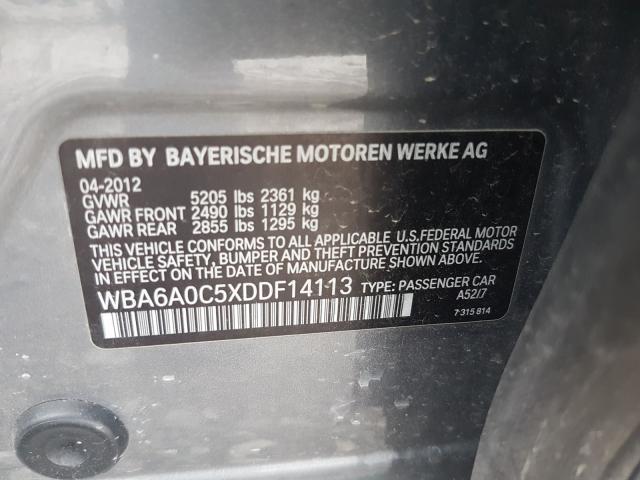 MFD BY BAYERISCHE MOTOREN WERKE AG
04-2012
GVWR 5205 lbs 2361 kg
GAWR FRONT 2490 lbs 1129 kg
GAWR REAR 2855 lbs 1295 kg
THIS VEHICLE CONFORMS TO ALL APPLICABLE U.S.FEDERAL MOTOR
VEHICLE SAFETY, BUMPER AND THEFT PREVENTION STANDARDS
IN EFFECT ON THE DATE OF MANUFACTURE SHOWN ABOVE.
WBA6A0C5XDDF14113 TYPE: PASSENGER CAR
A52/7
7 315 814